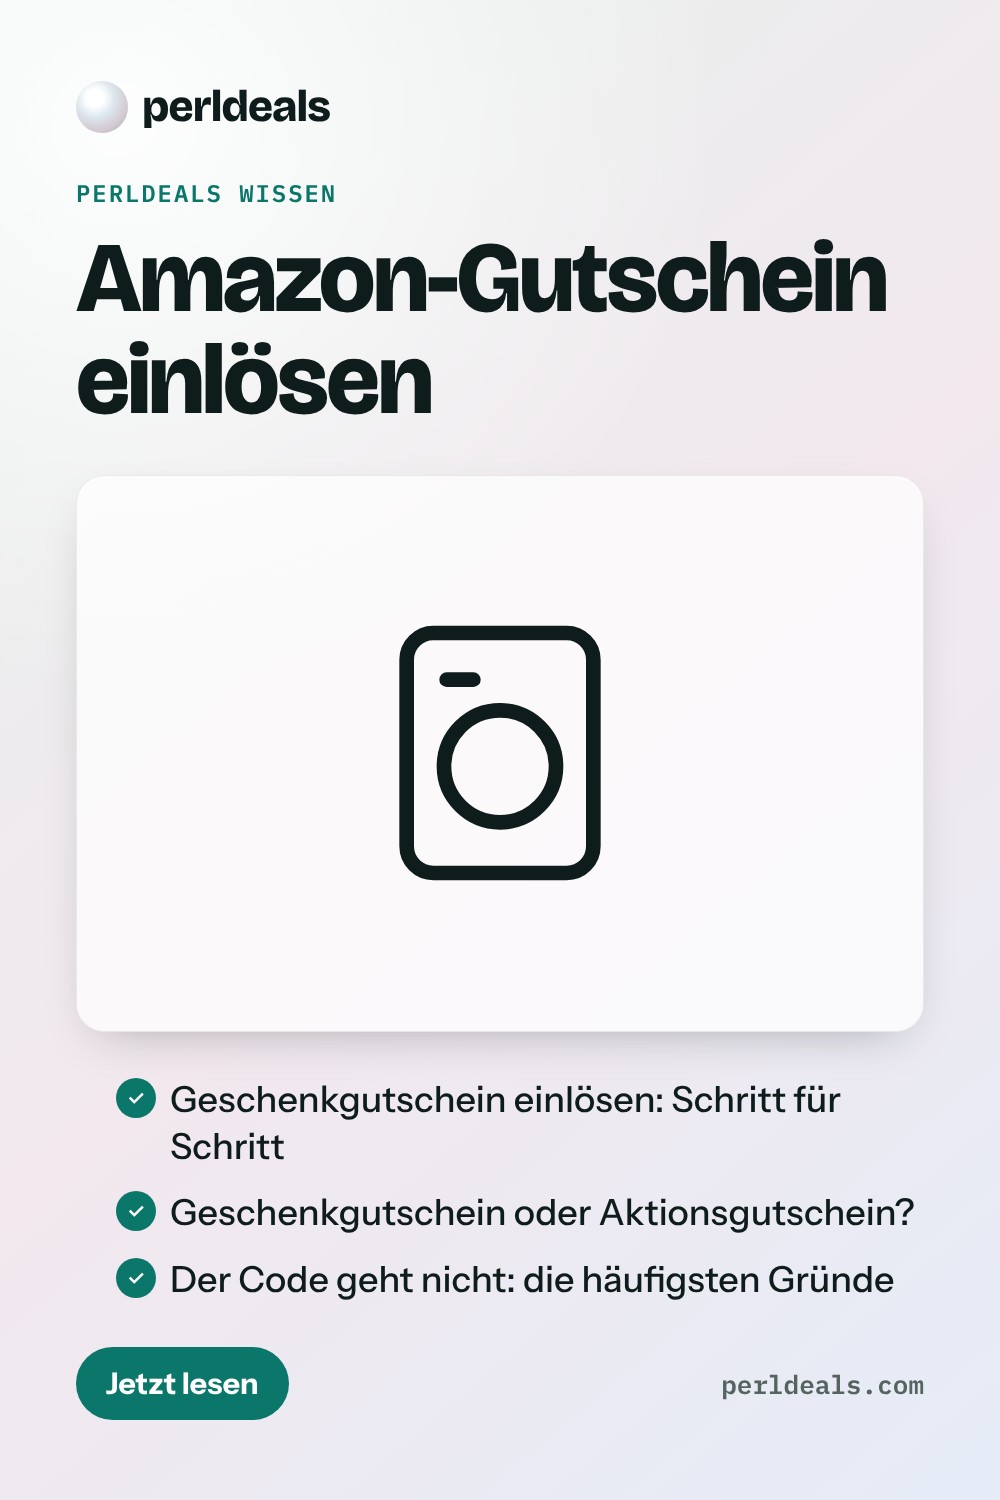 perldeals
PERLDEALS WISSEN
Amazon-Gutschein
einlösen
Geschenkgutschein einlösen: Schritt für
Schritt
Geschenkgutschein oder Aktionsgutschein?
Der Code geht nicht: die häufigsten Gründe
Jetzt lesen
perldeals.com